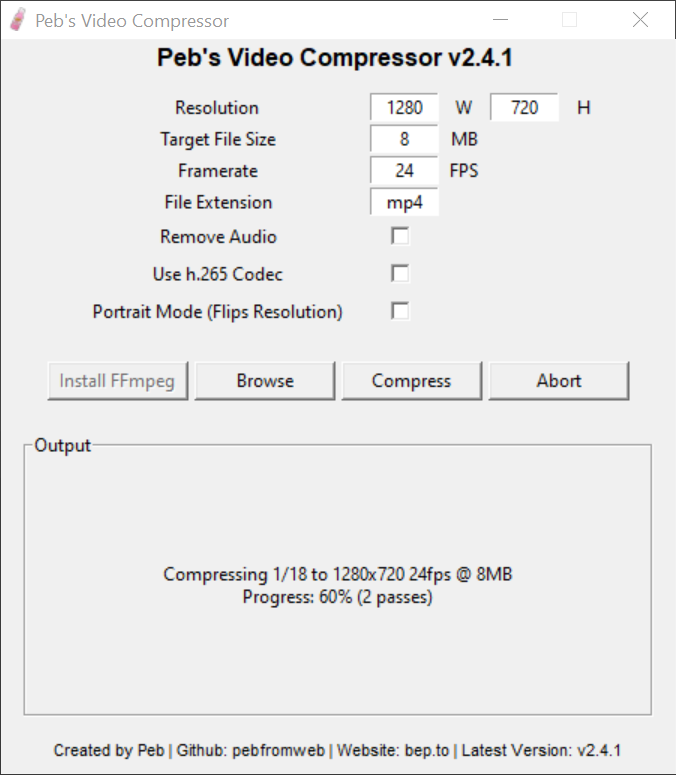 Peb's Video Compressor
Peb's Video Compressor v2.4.1
Resolution 1280 W 720 H
Target File Size 8 MB
Framerate 24 FPS
File Extension mp4
Remove Audio
Use h.265 Codec
Portrait Mode (Flips Resolution)
Install FFmpeg Browse Compress Abort
Output
Compressing 1/18 to 1280x720 24fps @ 8MB
Progress: 60% (2 passes)
Created by Peb | Github: pebfromweb | Website: bep.to | Latest Version: v2.4.1